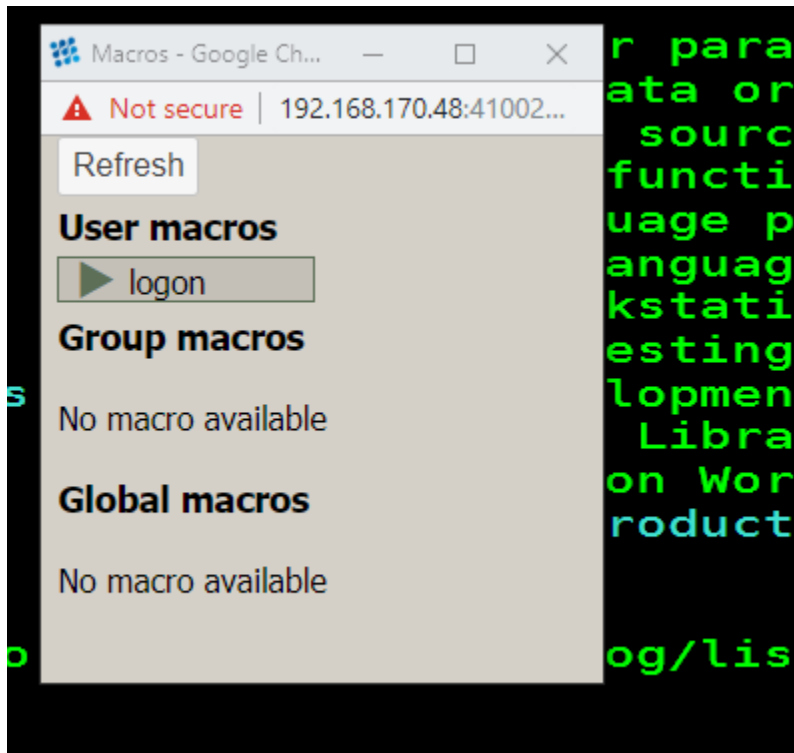 Macros - Google Ch...
Not secure | 192.168.170.48:41002...
Refresh
User macros
logon
Group macros
No macro available
Global macros
No macro available
r para
ata or
sourc
functi
uage p
anguag
kstati
esting
s lopmen
Libra
on Wor
roduct
o og/lis